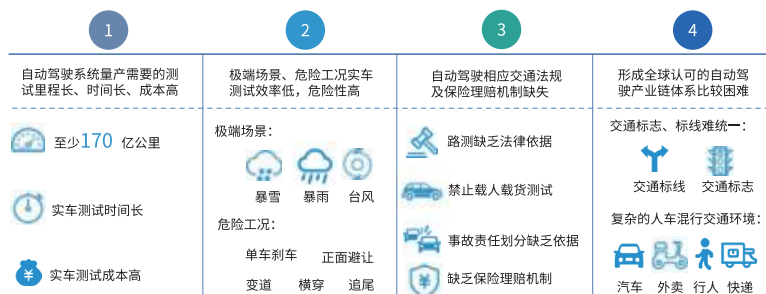 1
自动驾驶系统量产需要的测
试里程长、时间长、成本高
至少170 亿公里
实车测试时间长
¥
实车测试成本高
2
极端场景、危险工况实车
测试效率低，危险性高
极端场景：
暴雪 暴雨 台风
危险工况：
单车刹车 正面避让
变道 横穿 追尾
3
自动驾驶相应交通法规
及保险理赔机制缺失
路测缺乏法律依据
禁止载人载货测试
事故责任划分缺乏依据
¥
缺乏保险理赔机制
4
形成全球认可的自动驾
驶产业链体系比较困难
交通标志、标线难统一：
交通标线 交通标志
复杂的人车混行交通环境：
汽车 外卖 行人 快递